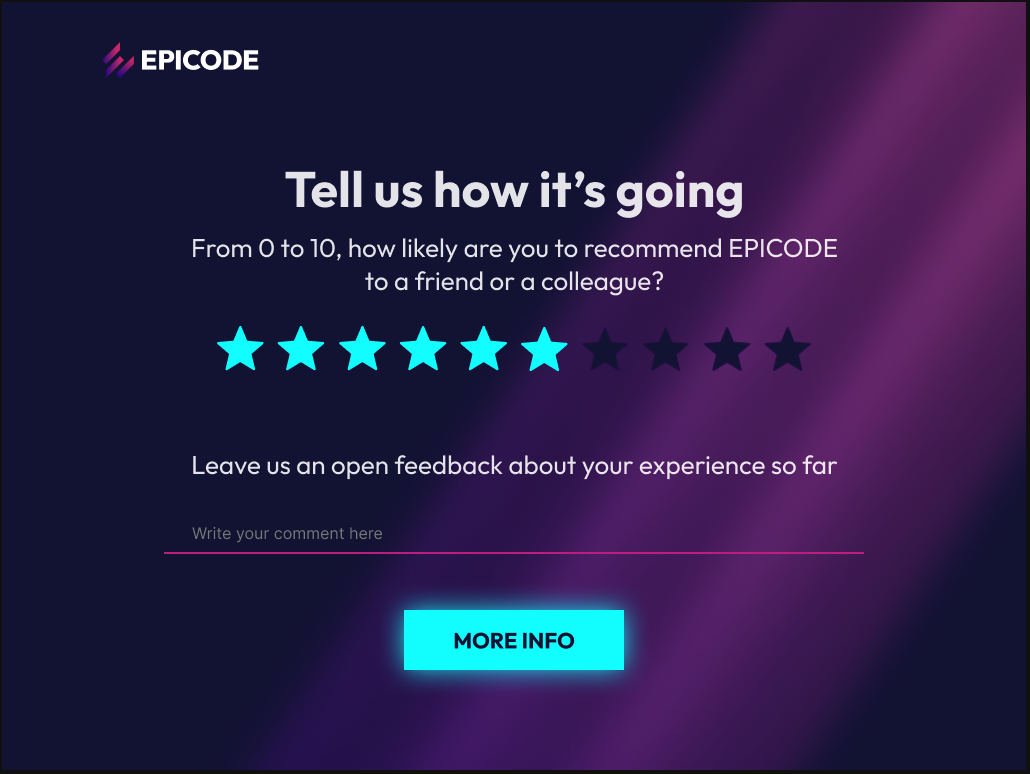 EPICODE
Tell us how it’s going
From 0 to 10, how likely are you to recommend EPICODE
to a friend or a colleague?
Leave us an open feedback about your experience so far
Write your comment here
MORE INFO